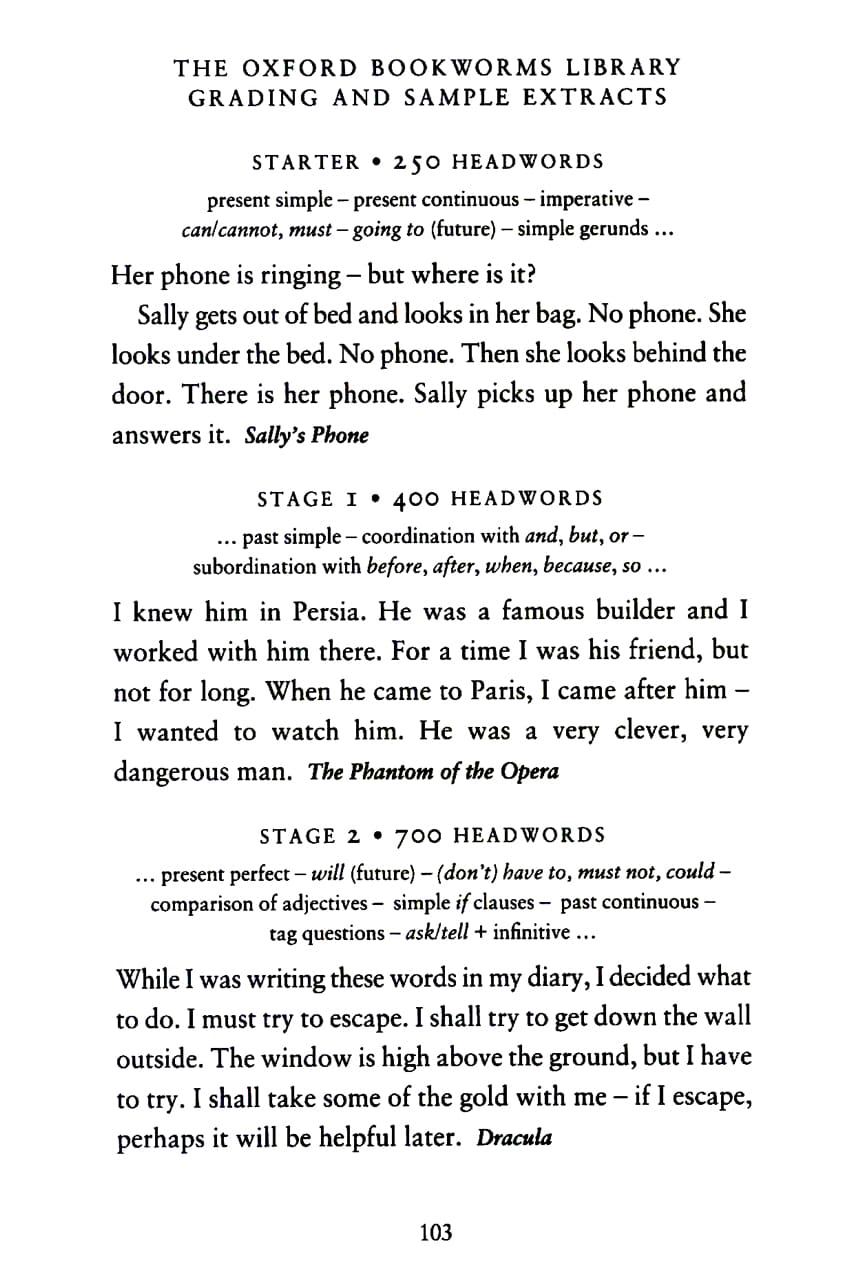 THE OXFORD BOOKWORMS LIBRARY
GRADING AND SAMPLE EXTRACTS
STARTER • 250 HEADWORDS
present simple – present continuous – imperative –
can/cannot, must – going to (future) – simple gerunds ...
Her phone is ringing – but where is it?
Sally gets out of bed and looks in her bag. No phone. She
looks under the bed. No phone. Then she looks behind the
door. There is her phone. Sally picks up her phone and
answers it. Sally's Phone
STAGE 1 • 400 HEADWORDS
... past simple – coordination with and, but, or –
subordination with before, after, when, because, so ...
I knew him in Persia. He was a famous builder and I
worked with him there. For a time I was his friend, but
not for long. When he came to Paris, I came after him –
I wanted to watch him. He was a very clever, very
dangerous man. The Phantom of the Opera
STAGE 2 • 700 HEADWORDS
... present perfect – will (future) – (don't) have to, must not, could –
comparison of adjectives – simple if clauses – past continuous –
tag questions – ask/tell + infinitive ...
While I was writing these words in my diary, I decided what
to do. I must try to escape. I shall try to get down the wall
outside. The window is high above the ground, but I have
to try. I shall take some of the gold with me – if I escape,
perhaps it will be helpful later. Dracula
103